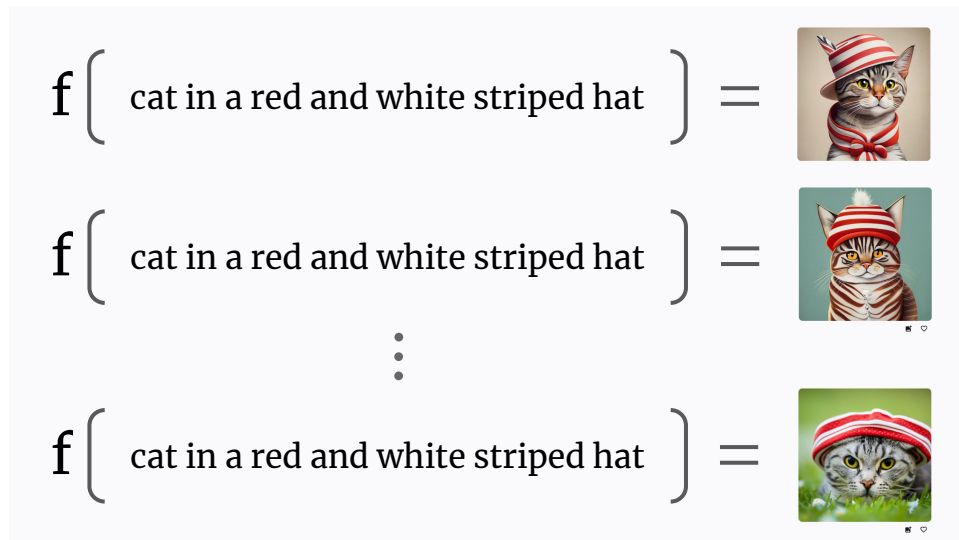 f ( cat in a red and white striped hat ) =
f ( cat in a red and white striped hat ) =
f ( cat in a red and white striped hat ) =